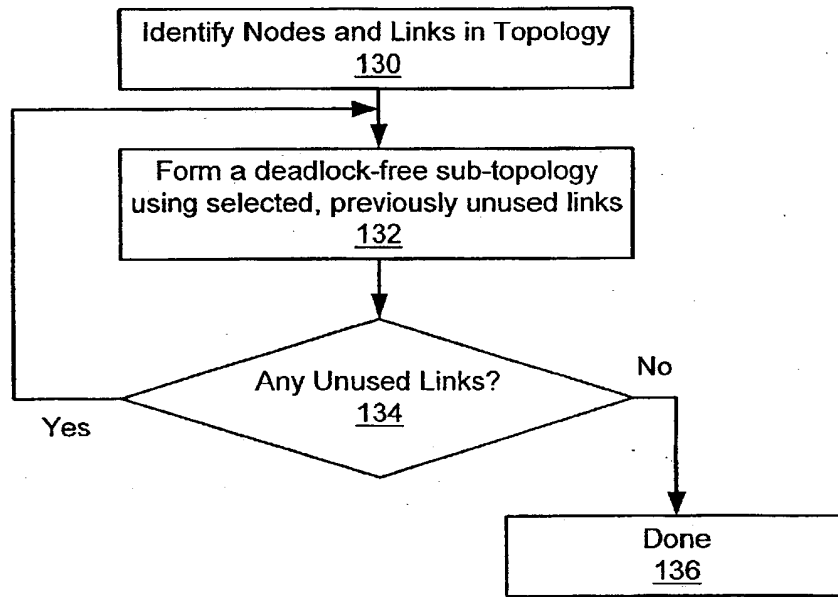 Identify Nodes and Links in Topology
130
Form a deadlock-free sub-topology
using selected, previously unused links
132
Any Unused Links?
134
No
Yes
Done
136